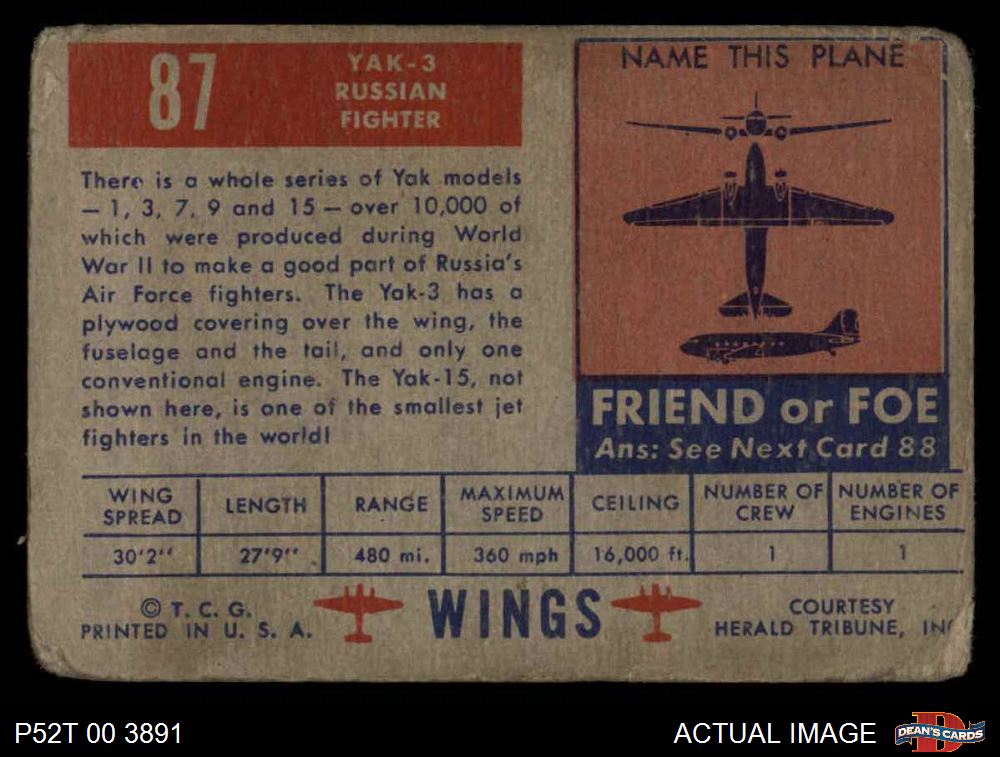 87
YAK-3
RUSSIAN
FIGHTER
There is a whole series of Yak models
— 1, 3, 7, 9 and 15 — over 10,000 of
which were produced during World
War II to make a good part of Russia's
Air Force fighters. The Yak-3 has a
plywood covering over the wing, the
fuselage and the tail, and only one
conventional engine. The Yak-15, not
shown here, is one of the smallest jet
fighters in the world!
NAME THIS PLANE
FRIEND or FOE
Ans: See Next Card 88
WING SPREAD LENGTH RANGE MAXIMUM SPEED CEILING NUMBER OF CREW NUMBER OF ENGINES
30'2'' 27'9'' 480 mi. 360 mph 16,000 ft. 1 1
© T. C. G.
PRINTED IN U. S. A.
WINGS
COURTESY
HERALD TRIBUNE, INC
P52T 00 3891
ACTUAL IMAGE
D
DEAN'S CARDS